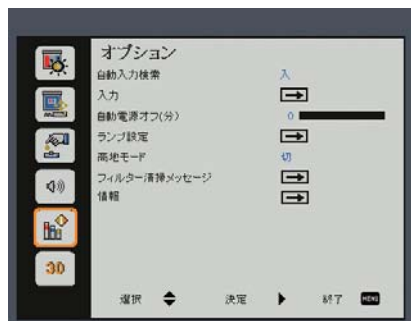 オプション
自動入力検索 入
入力
自動電源オフ(分) 0
ランプ設定
高地モード 切
フィルター清掃メッセージ
情報
3D
選択 決定 終了 MENU